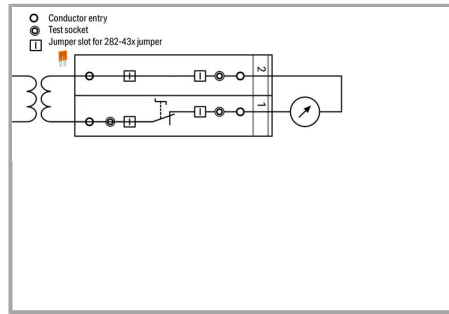 Conductor entry
Test socket
Jumper slot for 282-43x jumper
2
1